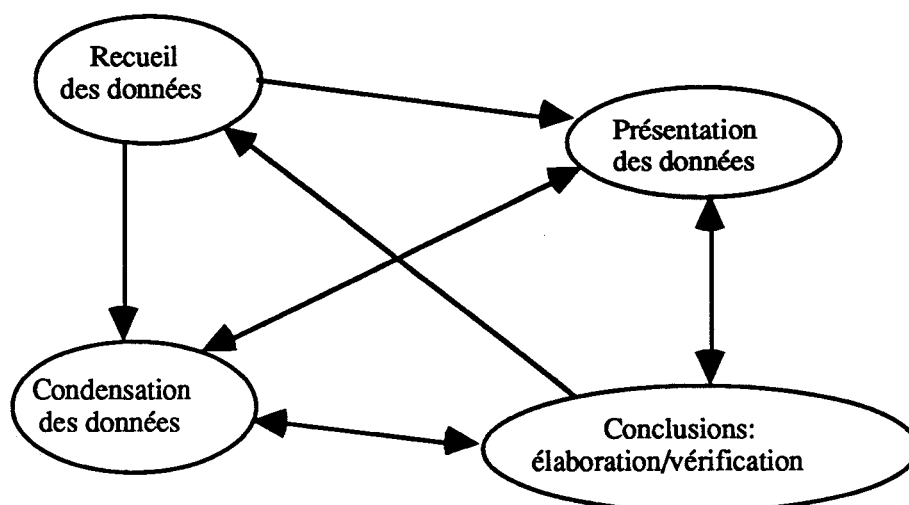 Recueil
des données
Présentation
des données
Condensation
des données
Conclusions:
élaboration/vérification